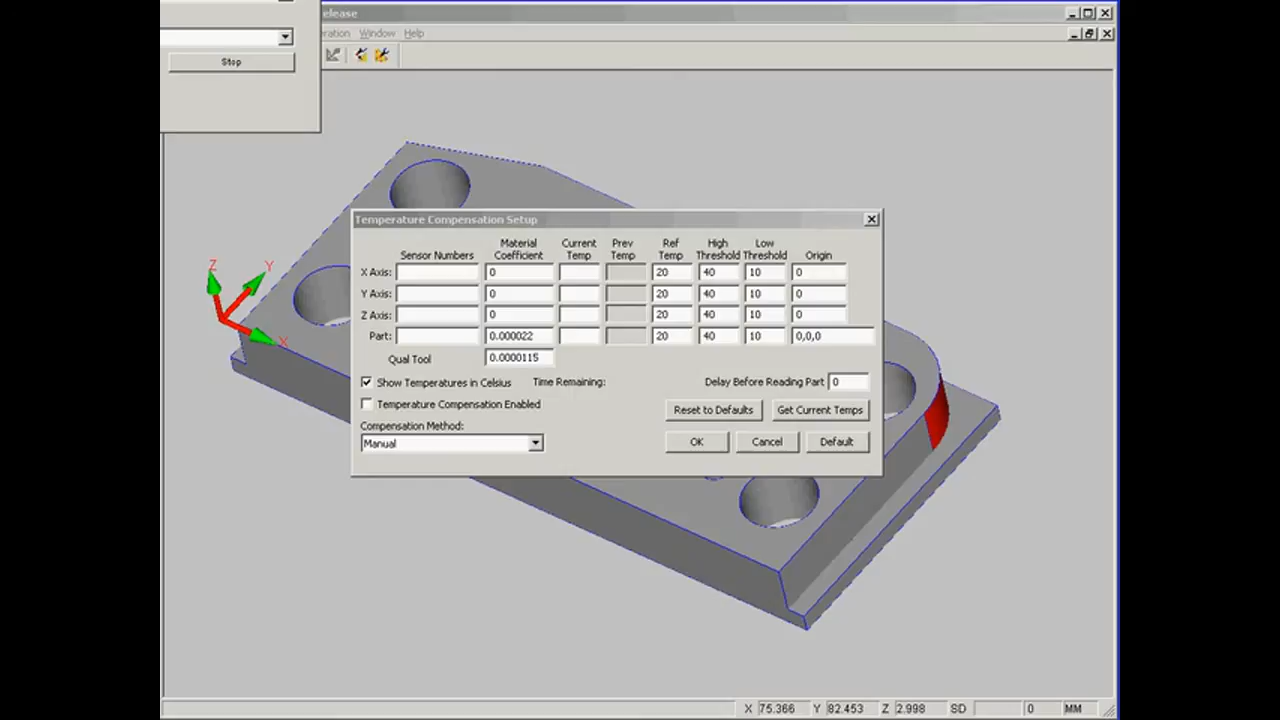 elease
eration Window Help
Stop
Temperature Compensation Setup
Sensor Numbers Material Coefficient Current Temp Prev Temp Ref Temp High Threshold Low Threshold Origin
X Axis: 0 20 40 10 0
Y Axis: 0 20 40 10 0
Z Axis: 0 20 40 10 0
Part: 0.000022 20 40 10 0,0,0
Qual Tool 0.0000115
Show Temperatures in Celsius Time Remaining: Delay Before Reading Part 0
Temperature Compensation Enabled Reset to Defaults Get Current Temps
Compensation Method:
Manual OK Cancel Default
Z Y X
X 75.366 Y 82.453 Z 2.998 SD 0 MM